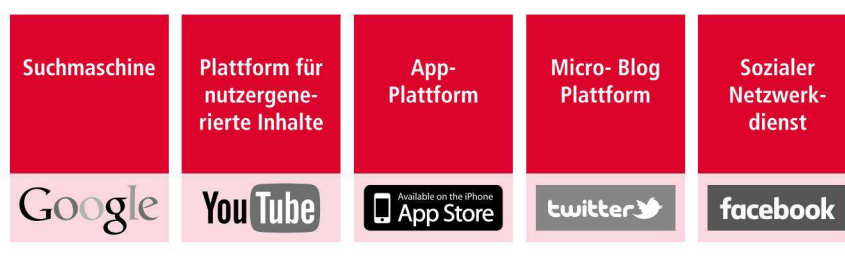 Suchmaschine
Plattform für
nutzergene-
rierte Inhalte
App-
Plattform
Micro- Blog
Plattform
Sozialer
Netzwerk-
dienst
Google
YouTube
Available on the iPhone
App Store
twitter
facebook